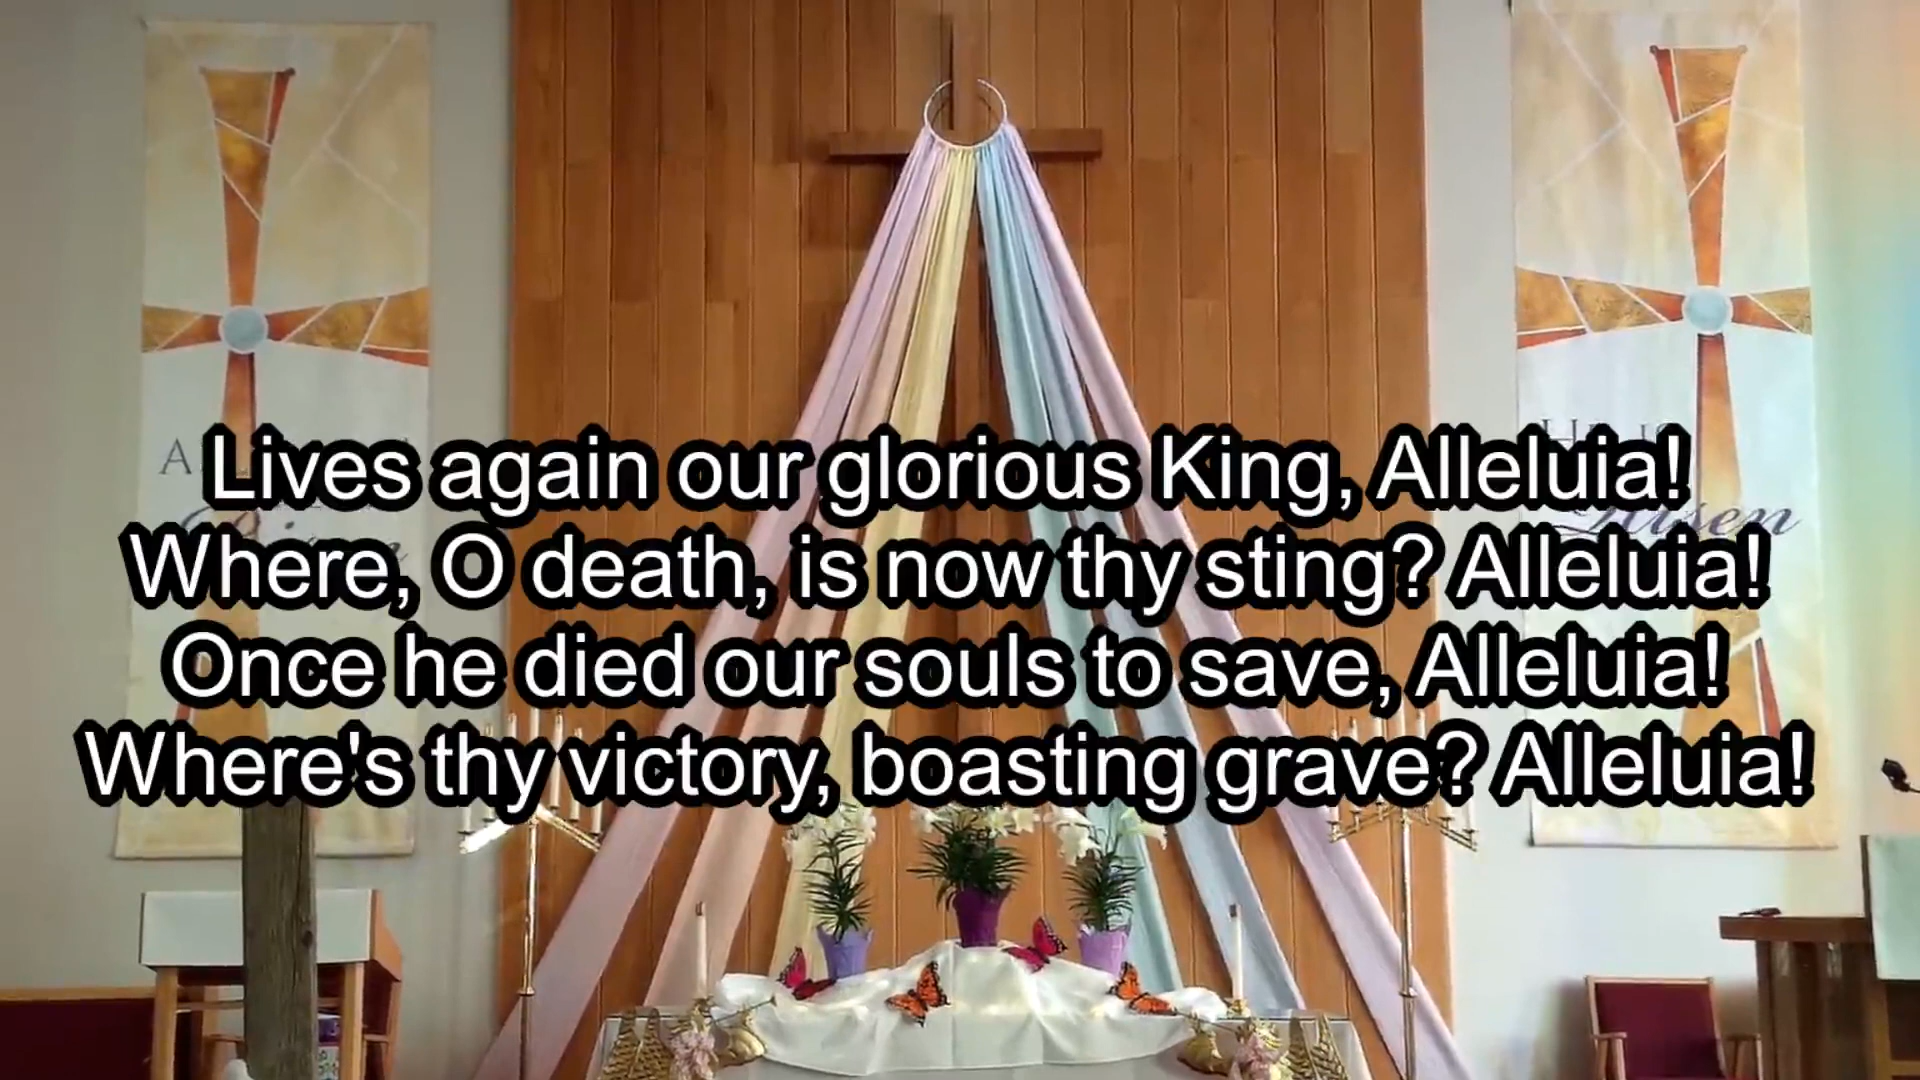 Lives again our glorious King, Alleluia!
Where, O death, is now thy sting? Alleluia!
Once he died our souls to save, Alleluia!
Where's thy victory, boasting grave? Alleluia!
Risen